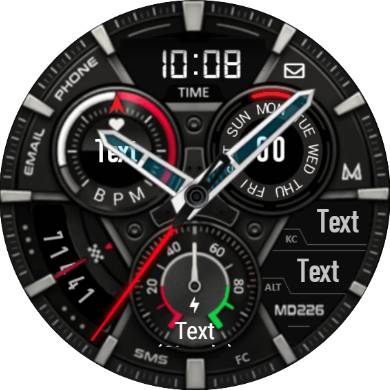 10:08
TIME
PHONE
EMAIL
Text
BPM
SUN MON TUE WED THU FRI
00
Text
KC
Text
ALT
MD226
20 40 60 80
Text
SMS
FC